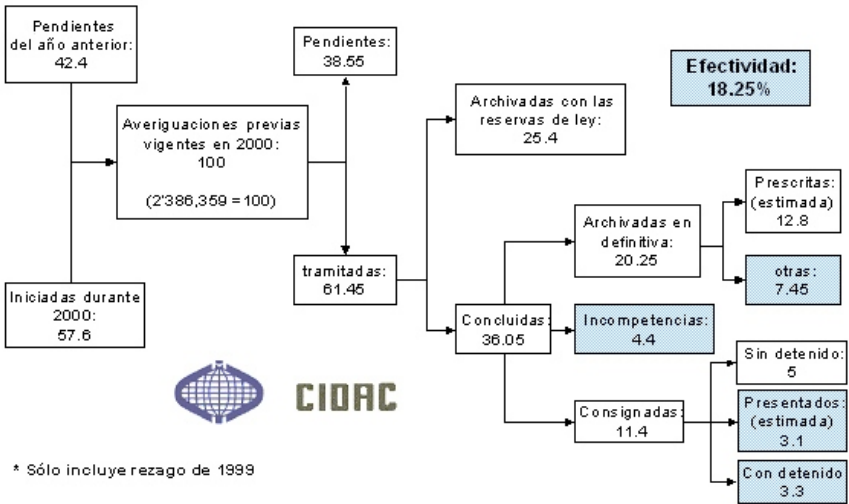 Pendientes
del año anterior:
42.4
Pendientes:
38.55
Efectividad:
18.25%
Averiguaciones previas
vigentes en 2000:
100
(2'386,359 = 100)
Archivadas con las
reservas de ley:
25.4
Prescritas:
(estimada)
12.8
Archivadas en
definitiva:
20.25
tramitadas:
61.45
otras:
7.45
Iniciadas durante
2000:
57.6
Concluidas:
36.05
Incompetencias:
4.4
Sin detenido:
5
Consignadas:
11.4
Presentados:
(estimada)
3.1
Con detenido
3.3
CIDAC
* Sólo incluye rezago de 1999